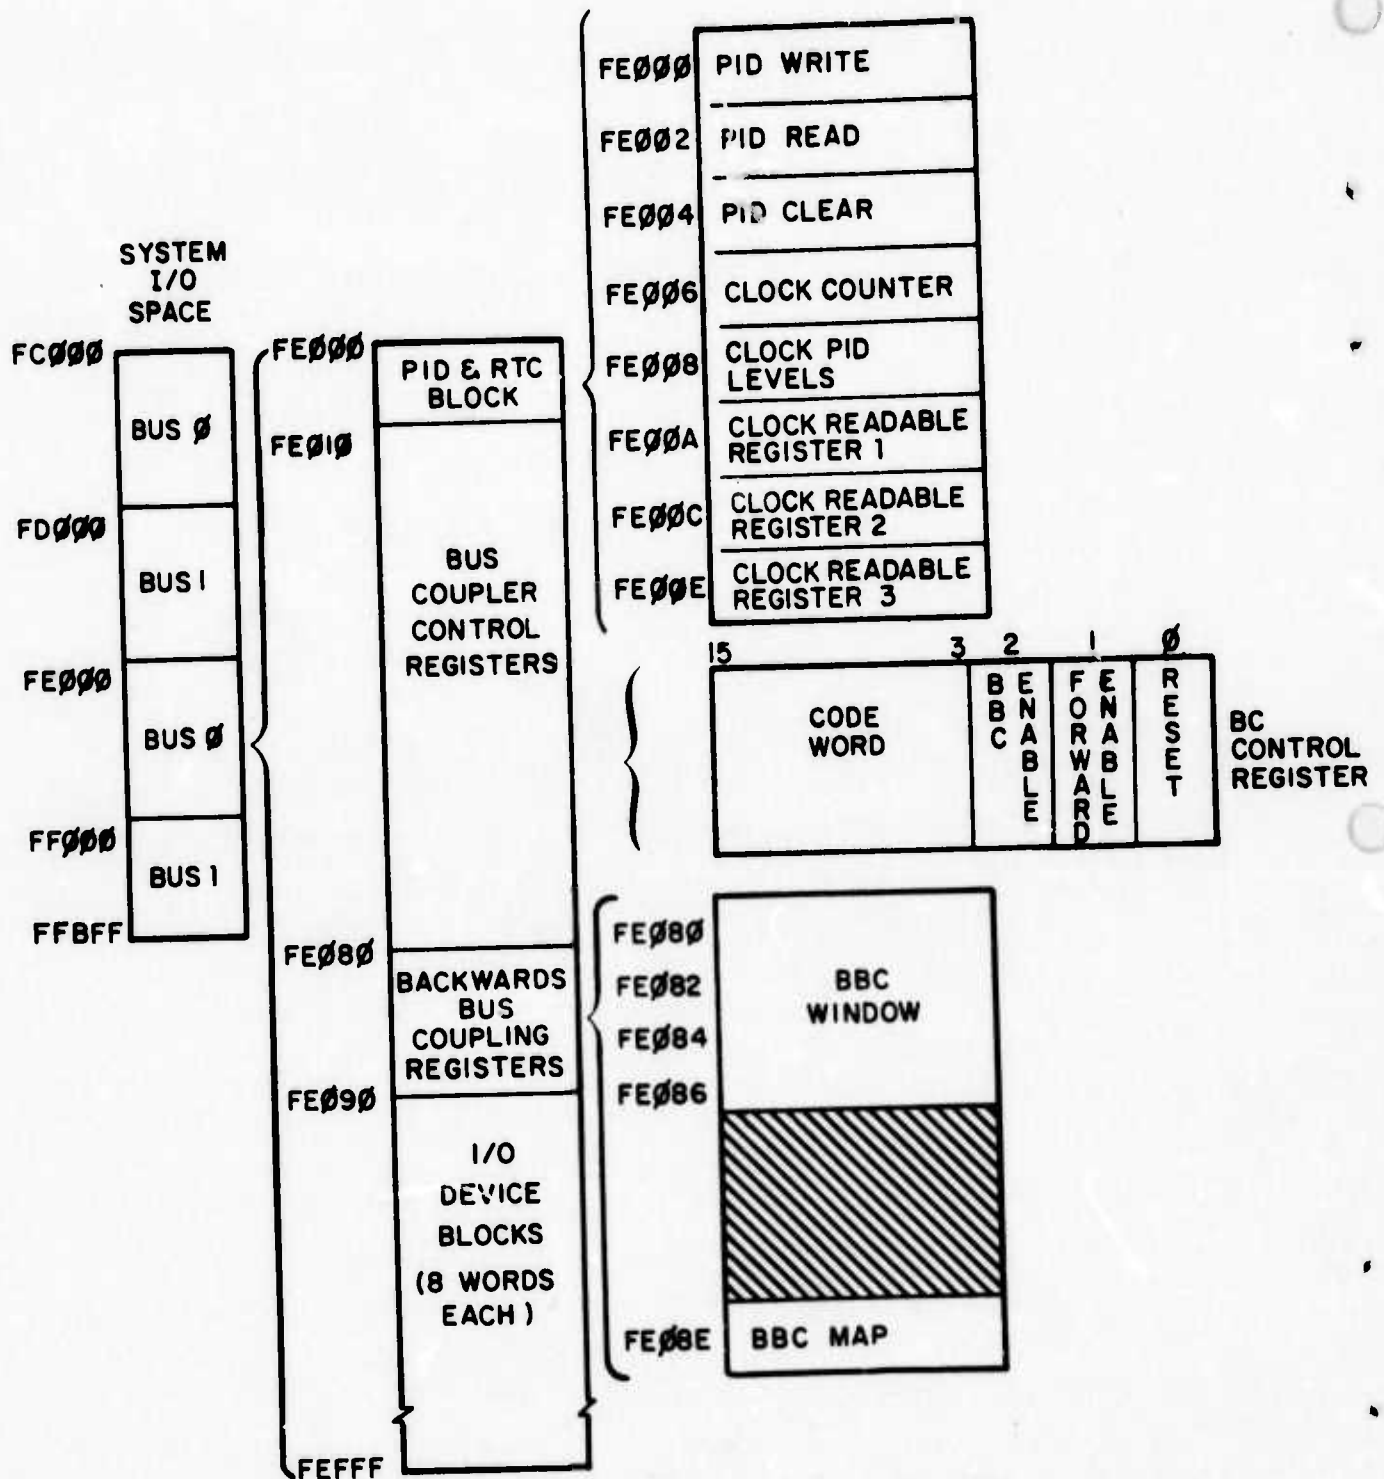 SYSTEM
I/O
SPACE
FCØØØ
BUS Ø
FDØØØ
BUS 1
FEØØØ
BUS Ø
FFØØØ
BUS 1
FFBFF
FEØØØ
PID & RTC
BLOCK
FEØ1Ø
BUS
COUPLER
CONTROL
REGISTERS
FEØ8Ø
BACKWARDS
BUS
COUPLING
REGISTERS
FEØ9Ø
I/O
DEVICE
BLOCKS
(8 WORDS
EACH)
FEFFF
FEØØØ PID WRITE
FEØØ2 PID READ
FEØØ4 PID CLEAR
FEØØ6 CLOCK COUNTER
FEØØ8 CLOCK PID
LEVELS
FEØØA CLOCK READABLE
REGISTER 1
FEØØC CLOCK READABLE
REGISTER 2
FEØØE CLOCK READABLE
REGISTER 3
15 3 2 1 Ø
CODE
WORD
BBC
ENABLE
FORWARD
ENABLE
RESET
BC
CONTROL
REGISTER
FEØ8Ø
FEØ82
FEØ84
FEØ86
BBC
WINDOW
FEØ8E BBC MAP